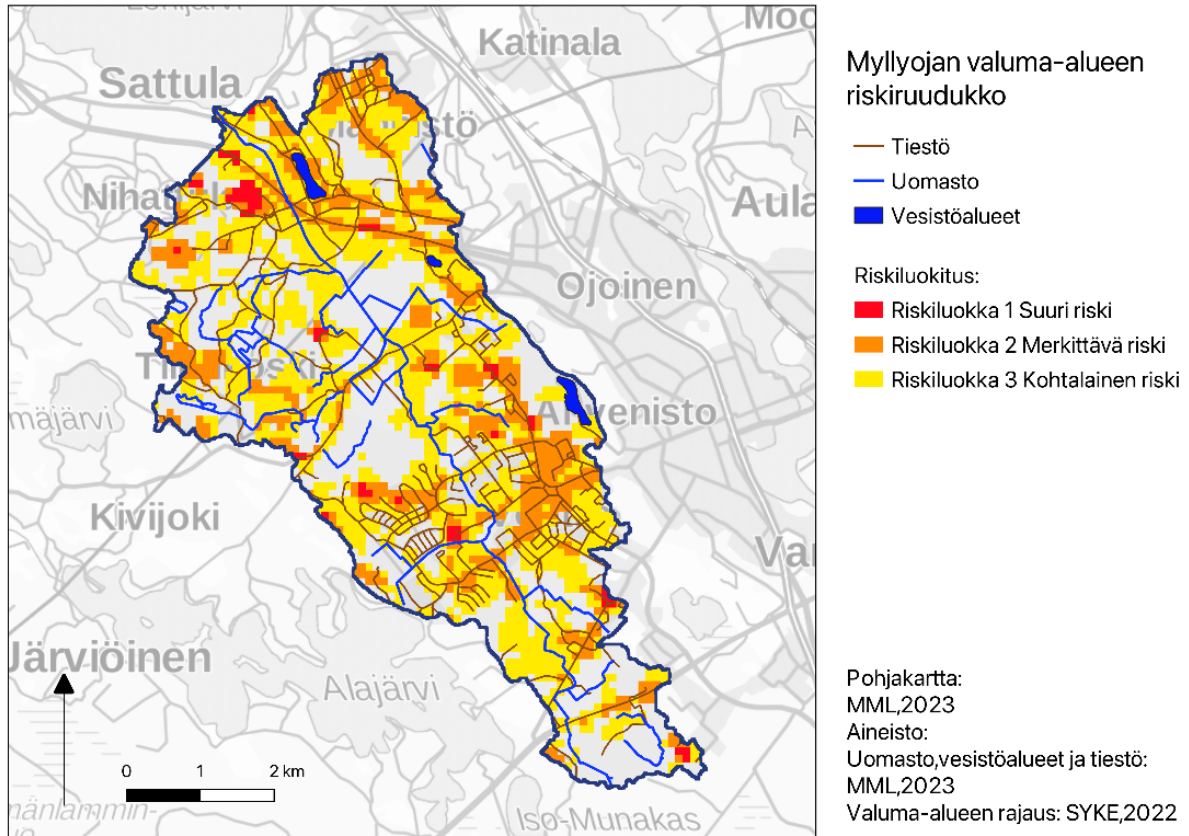 Katinala
Sattula
Aula
Ojoinen
Kivijoki
Järviöinen
Alajärvi
Iso-Munakas
0 1 2 km
Myllyojan valuma-alueen
riskiruudukko
Tiestö
Uomasto
Vesistöalueet
Riskiluokitus:
Riskiluokka 1 Suuri riski
Riskiluokka 2 Merkittävä riski
Riskiluokka 3 Kohtalainen riski
Pohjakartta:
MML,2023
Aineisto:
Uomasto,vesistöalueet ja tiestö:
MML,2023
Valuma-alueen rajaus: SYKE,2022